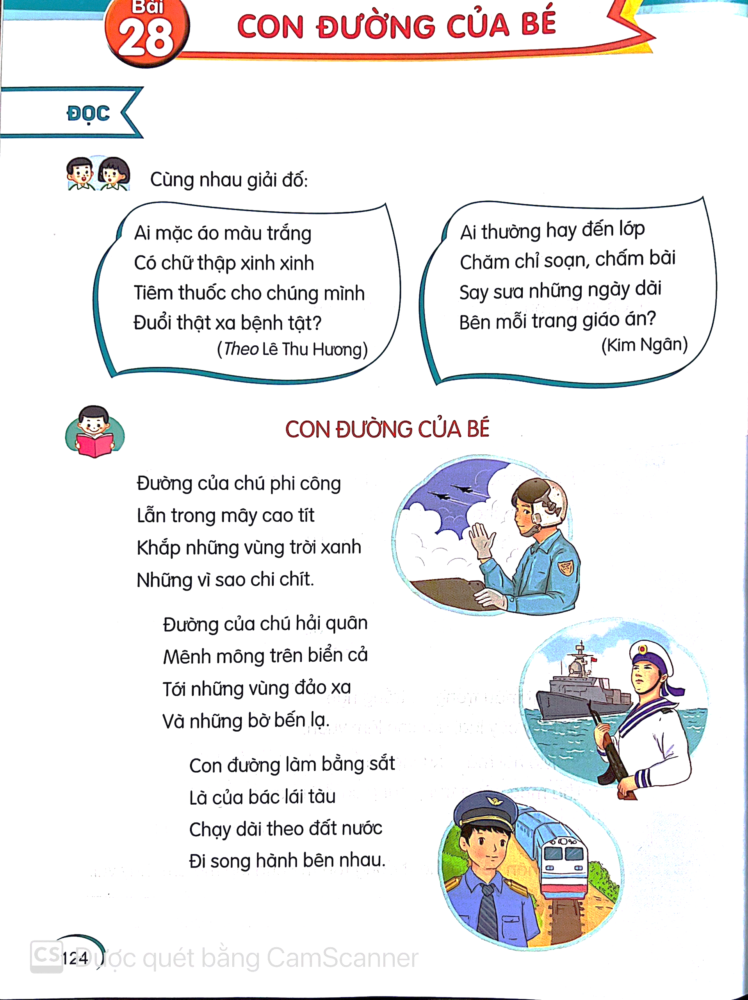 Bài
28
CON ĐƯỜNG CỦA BÉ
ĐỌC
Cùng nhau giải đố:
Ai mặc áo màu trắng
Có chữ thập xinh xinh
Tiêm thuốc cho chúng mình
Đuổi thật xa bệnh tật?
(Theo Lê Thu Hương)
Ai thường hay đến lớp
Chăm chỉ soạn, chấm bài
Say sưa những ngày dài
Bên mỗi trang giáo án?
(Kim Ngân)
CON ĐƯỜNG CỦA BÉ
Đường của chú phi công
Lẫn trong mây cao tít
Khắp những vùng trời xanh
Những vì sao chi chít.
Đường của chú hải quân
Mênh mông trên biển cả
Tới những vùng đảo xa
Và những bờ bến lạ.
Con đường làm bằng sắt
Là của bác lái tàu
Chạy dài theo đất nước
Đi song hành bên nhau.
124
CS Được quét bằng CamScanner